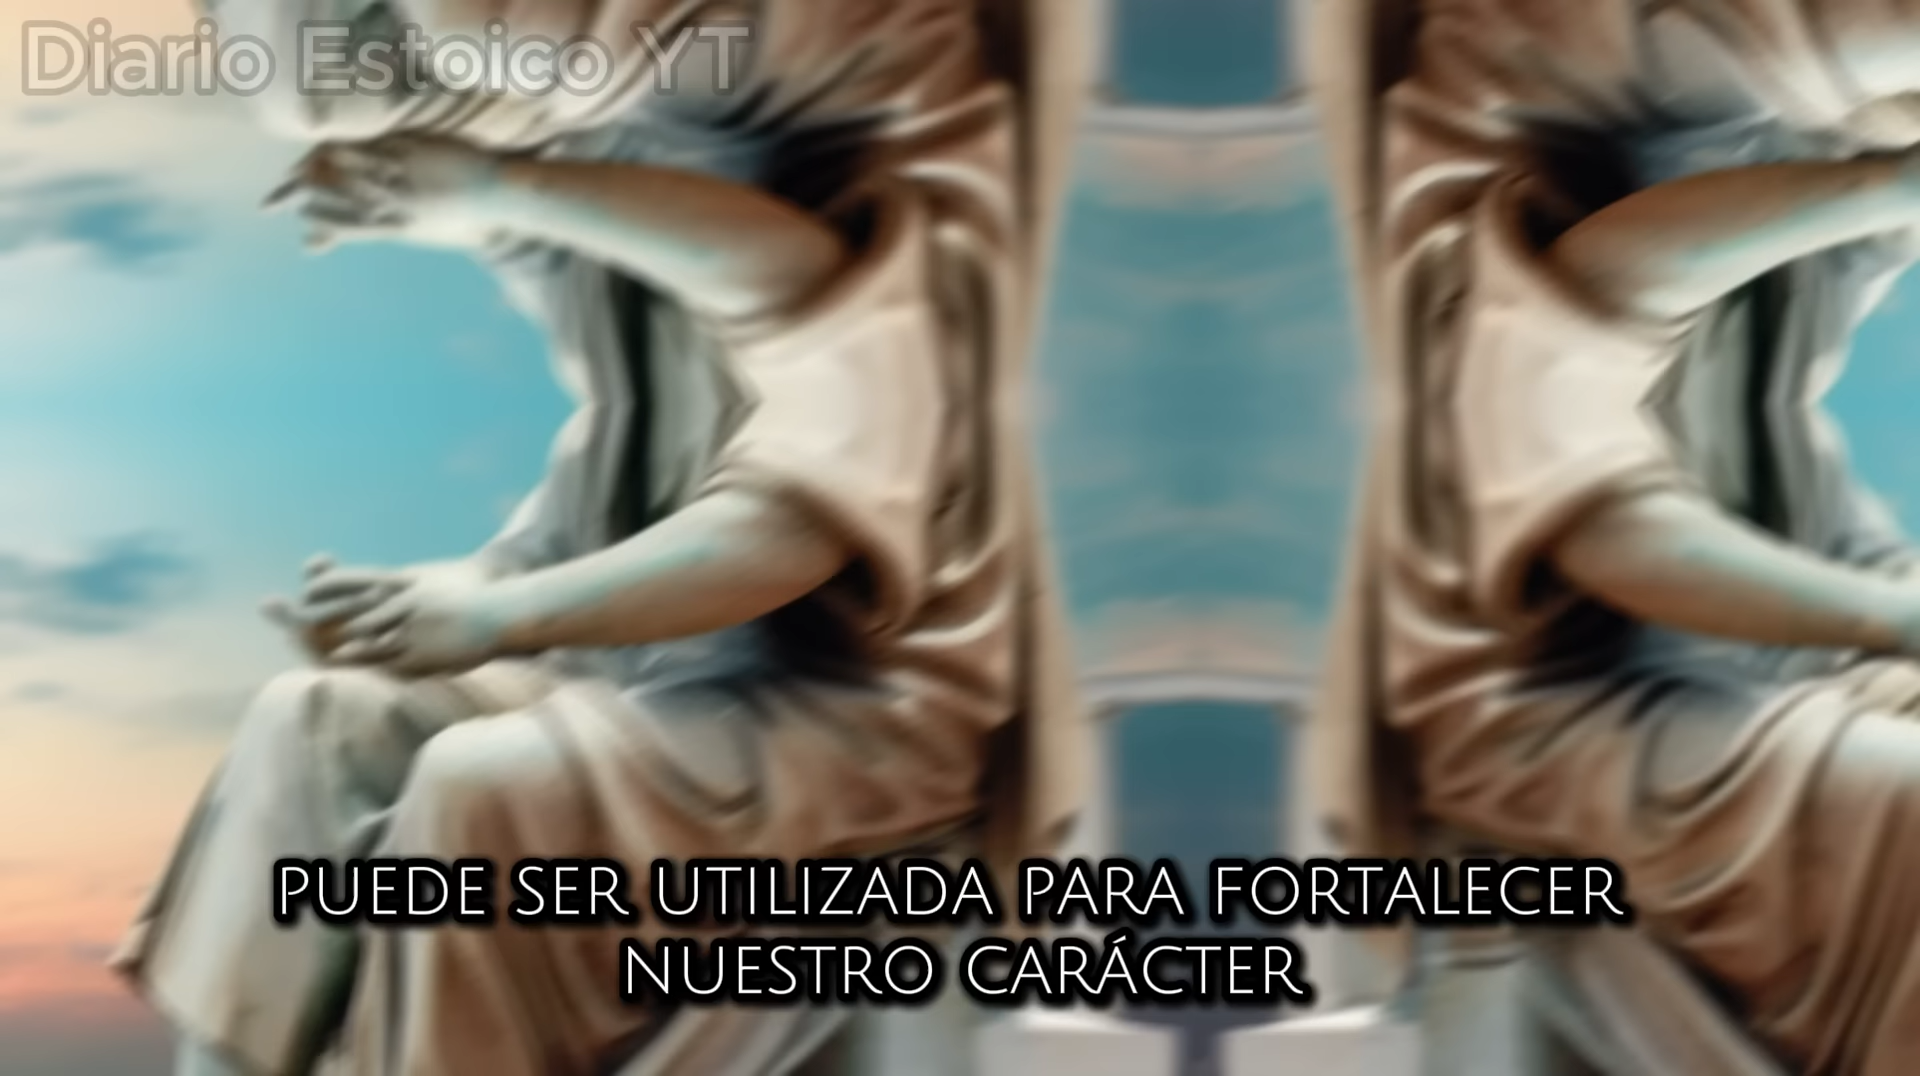 Diario Estoico YT
PUEDE SER UTILIZADA PARA FORTALECER
NUESTRO CARÁCTER